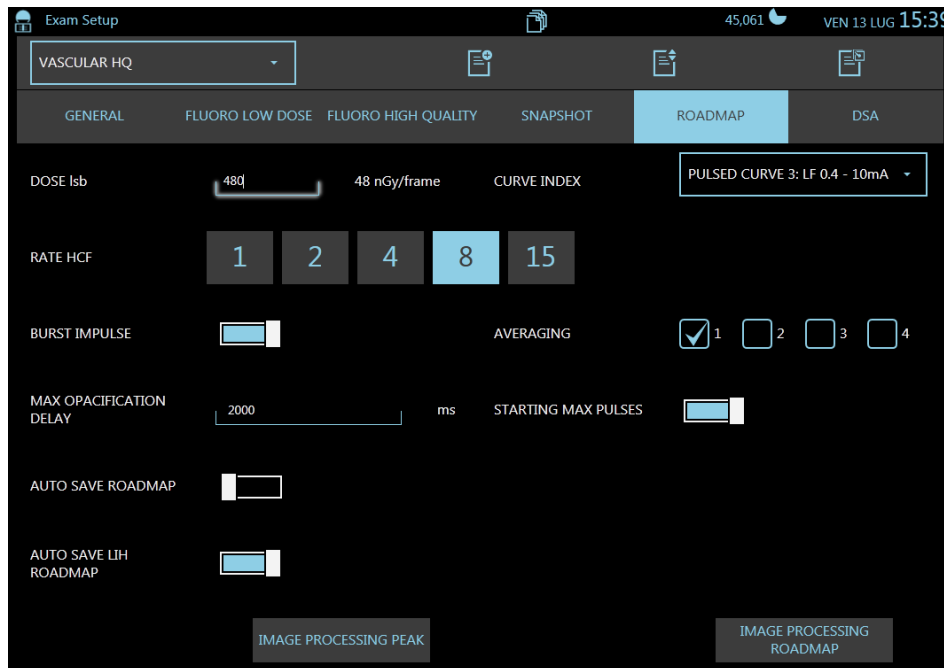 Exam Setup
45,061
VEN 13 LUG 15:39
VASCULAR HQ
GENERAL
FLUORO LOW DOSE
FLUORO HIGH QUALITY
SNAPSHOT
ROADMAP
DSA
DOSE lsb
480
48 nGy/frame
CURVE INDEX
PULSED CURVE 3: LF 0.4 - 10mA
RATE HCF
1
2
4
8
15
BURST IMPULSE
AVERAGING
1
2
3
4
MAX OPACIFICATION
DELAY
2000
ms
STARTING MAX PULSES
AUTO SAVE ROADMAP
AUTO SAVE LIH
ROADMAP
IMAGE PROCESSING PEAK
IMAGE PROCESSING
ROADMAP